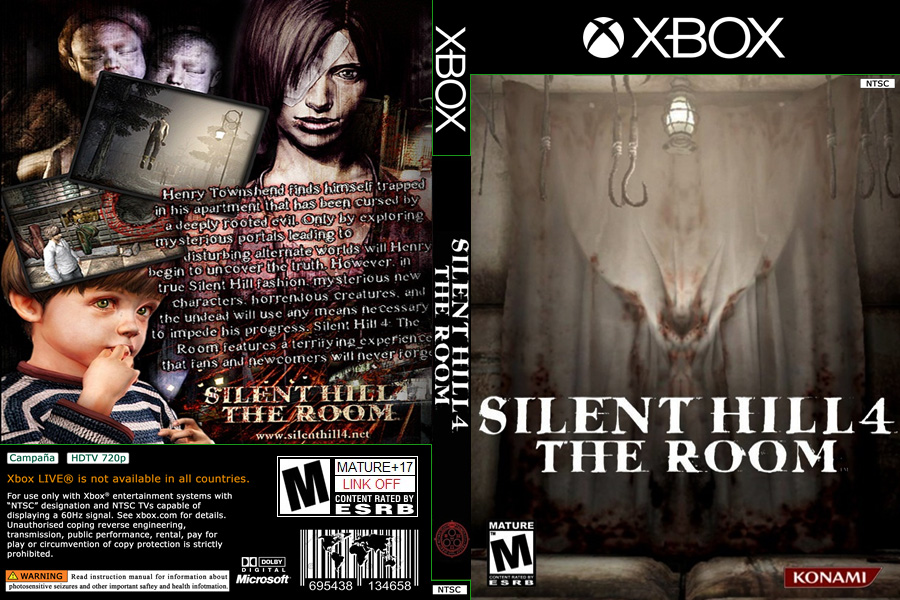 Henry Townshend finds himself trapped
in his apartment that has been cursed by
a deeply rooted evil. Only by exploring
mysterious portals leading to
disturbing alternate worlds will Henry
begin to uncover the truth. However, in
true Silent Hill fashion, mysterious new
characters, horrendous creatures, and
the undead will use any means necessary
to impede his progress. Silent Hill 4: The
Room features a terrifying experience
that fans and newcomers will never forge
SILENT HILL 4
THE ROOM
www.silenthill4.net
Campaña
HDTV 720p
Xbox LIVE® is not available in all countries.
For use only with Xbox® entertainment systems with
“NTSC” designation and NTSC TVs capable of
displaying a 60Hz signal. See xbox.com for details.
Unauthorised coping reverse engineering,
transmission, public performance, rental, pay for
play or circumvention of copy protection is strictly
prohibited.
WARNING Read instruction manual for information about
photosensitive seizures and other important saftey and health infotmation.
DOLBY
DIGITAL
Microsoft
M
MATURE+17
LINK OFF
CONTENT RATED BY
ESRB
695438 134658
XBOX
SILENT HILL 4
THE ROOM
NTSC
XBOX
NTSC
SILENT HILL 4
THE ROOM
MATURE
M
CONTENT RATED BY
ESRB
KONAMI